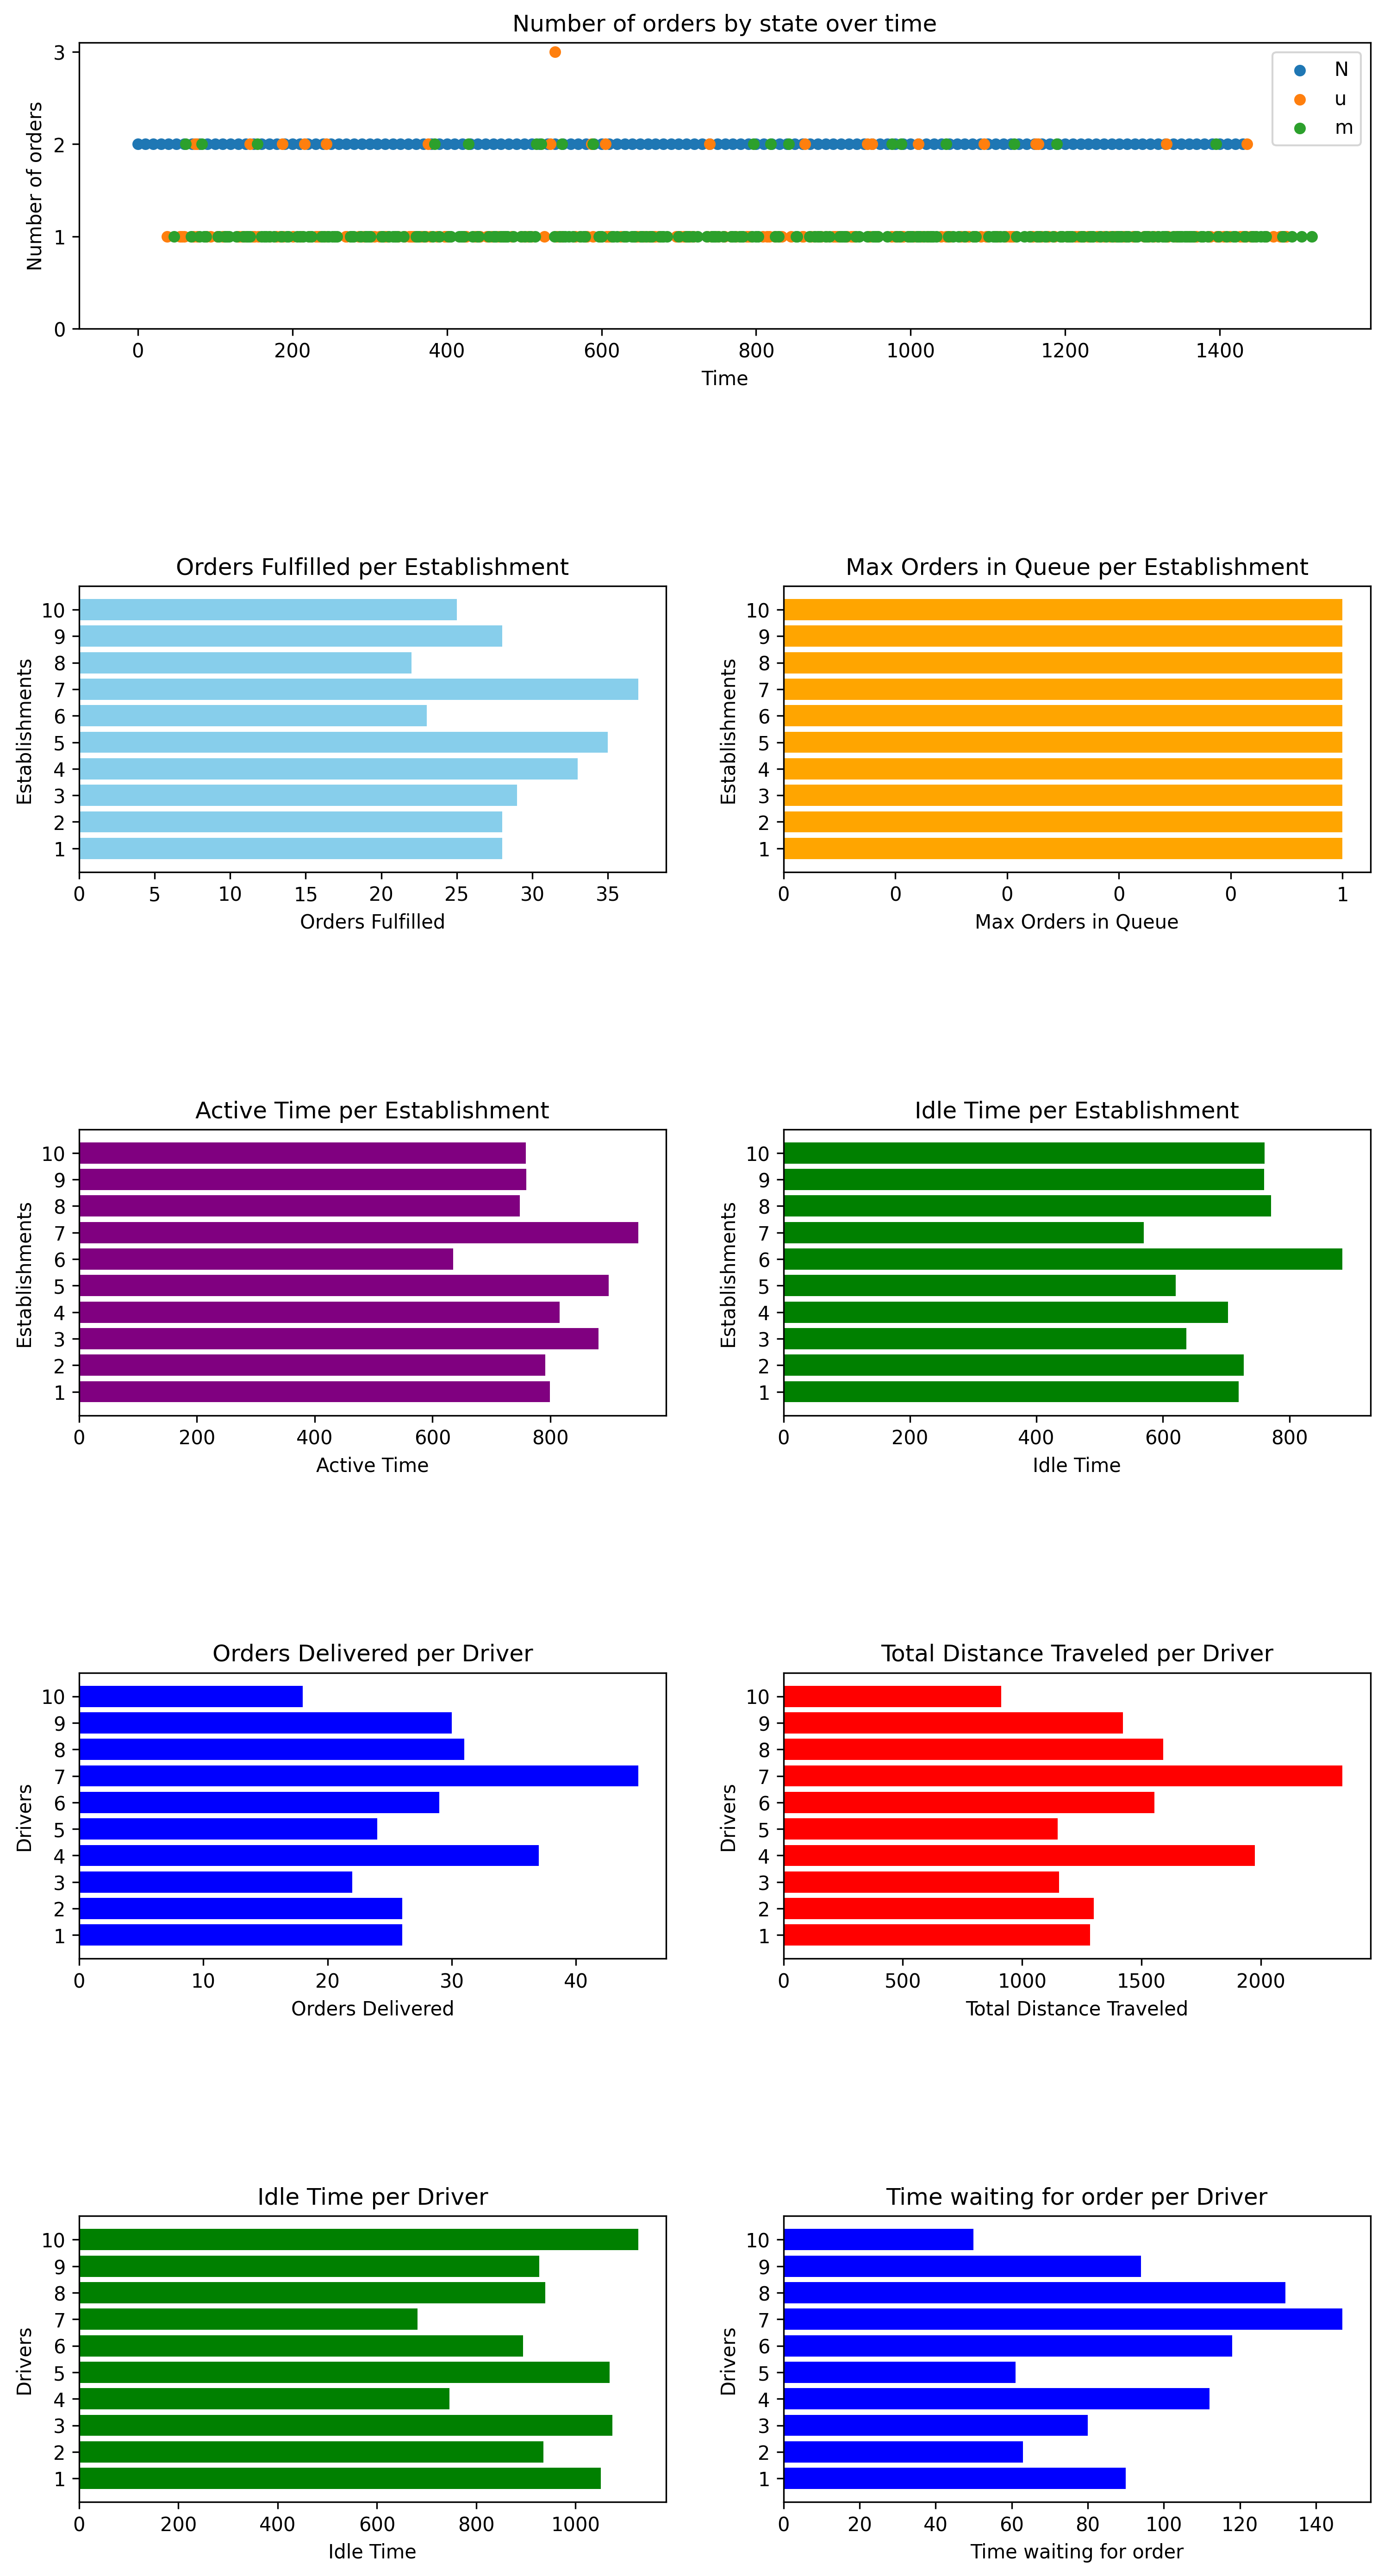 Number of orders by state over time
Number of orders
3
2
1
0
N
u
m
0 200 400 600 800 1000 1200 1400
Time
Orders Fulfilled per Establishment
Establishments
10
9
8
7
6
5
4
3
2
1
0 5 10 15 20 25 30 35
Orders Fulfilled
Max Orders in Queue per Establishment
Establishments
10
9
8
7
6
5
4
3
2
1
0 0 0 0 0 1
Max Orders in Queue
Active Time per Establishment
Establishments
10
9
8
7
6
5
4
3
2
1
0 200 400 600 800
Active Time
Idle Time per Establishment
Establishments
10
9
8
7
6
5
4
3
2
1
0 200 400 600 800
Idle Time
Orders Delivered per Driver
Drivers
10
9
8
7
6
5
4
3
2
1
0 10 20 30 40
Orders Delivered
Total Distance Traveled per Driver
Drivers
10
9
8
7
6
5
4
3
2
1
0 500 1000 1500 2000
Total Distance Traveled
Idle Time per Driver
Drivers
10
9
8
7
6
5
4
3
2
1
0 200 400 600 800 1000
Idle Time
Time waiting for order per Driver
Drivers
10
9
8
7
6
5
4
3
2
1
0 20 40 60 80 100 120 140
Time waiting for order